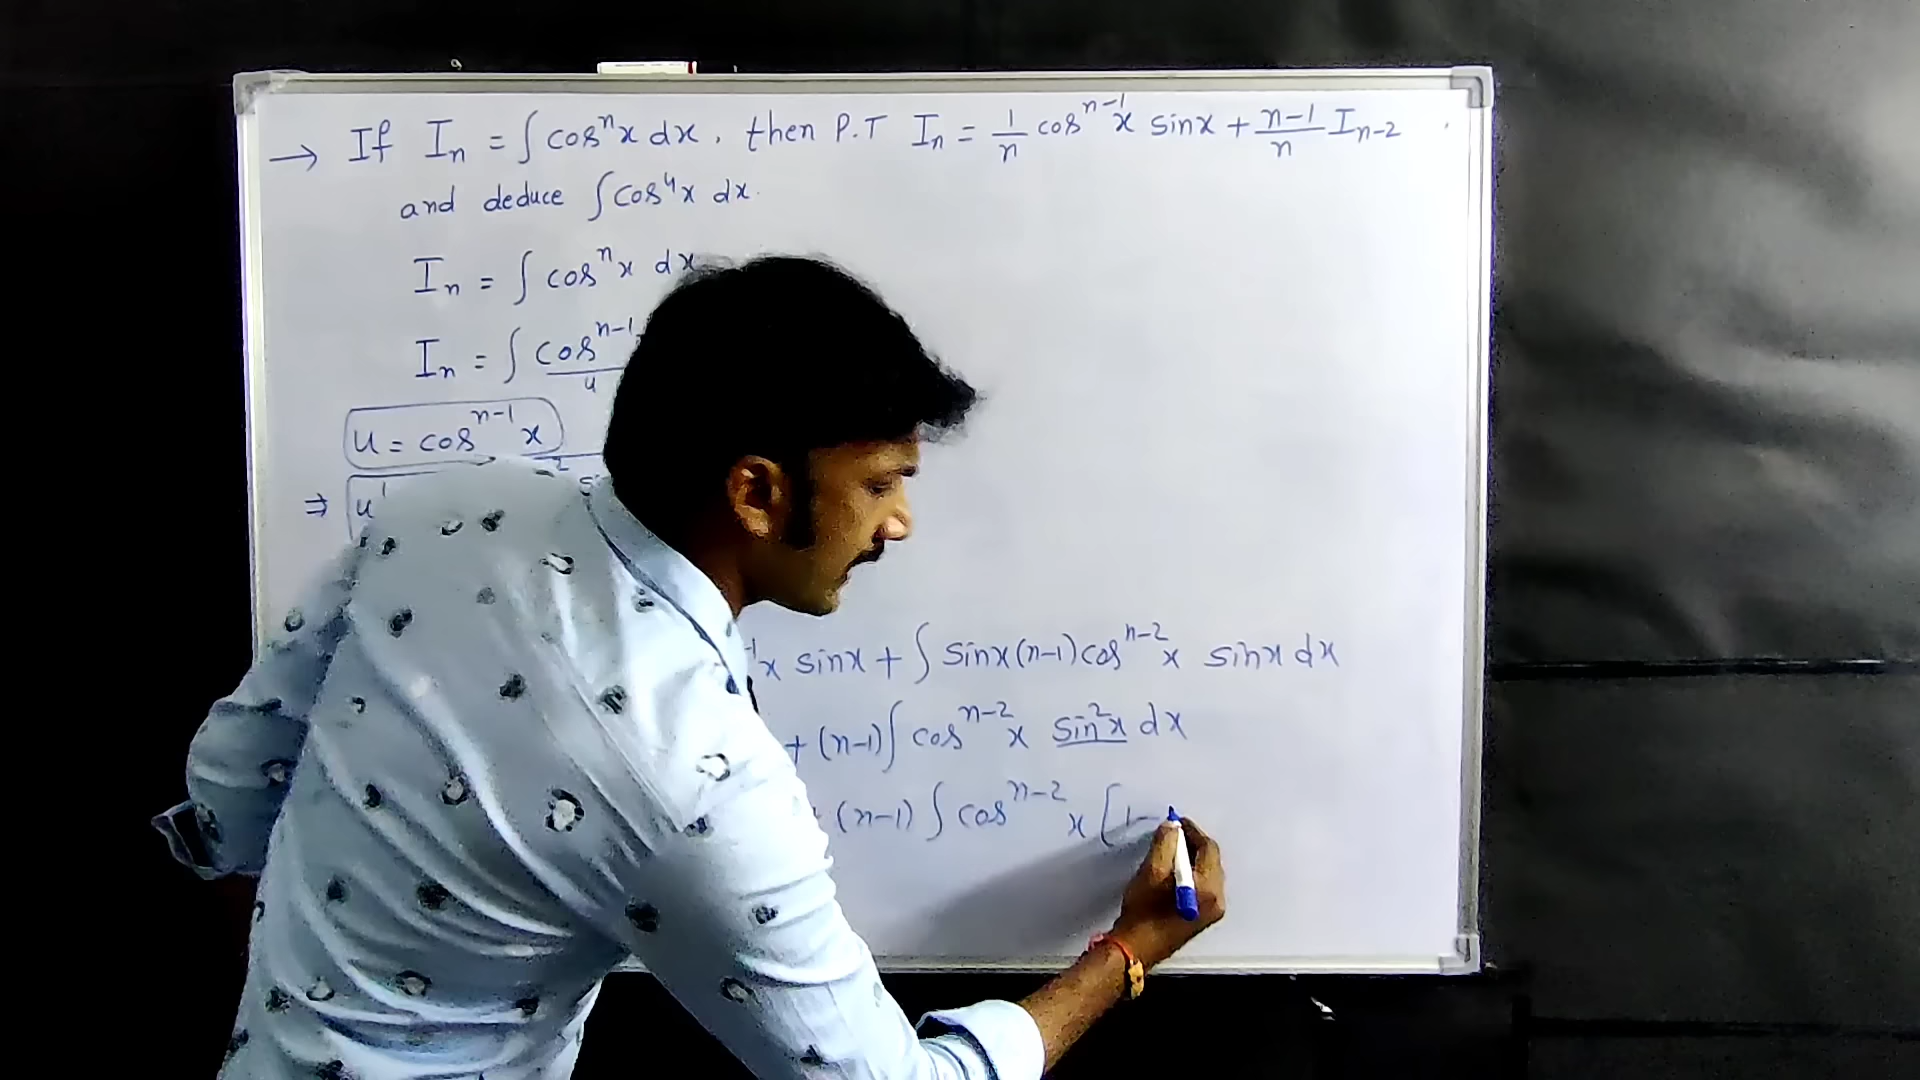 → If Iₙ = ∫ cosⁿx dx, then P.T Iₙ = 1/n cosⁿ⁻¹x sinx + n-1/n Iₙ₋₂
and deduce ∫ cos⁴x dx.
Iₙ = ∫ cosⁿx dx
Iₙ = ∫ cosⁿ⁻¹
u
u = cosⁿ⁻¹x
⇒ u'
x sinx + ∫ sinx (n-1) cosⁿ⁻²x sinx dx
+ (n-1) ∫ cosⁿ⁻²x sin²x dx
(n-1) ∫ cosⁿ⁻²x [1-